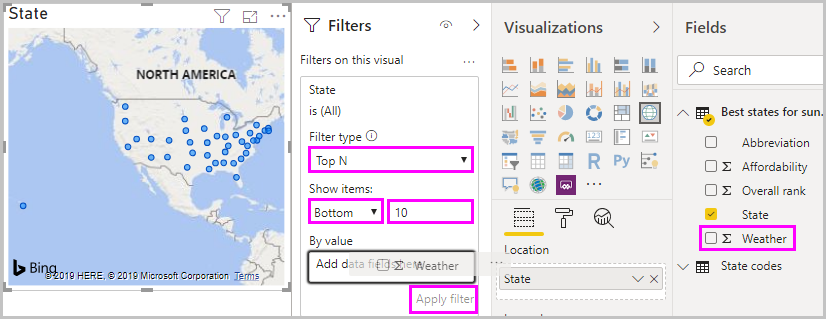 State
NORTH AMERICA
Bing
© 2019 HERE, © 2019 Microsoft Corporation Terms
Filters
Filters on this visual
State
is (All)
Filter type
Top N
Show items:
Bottom
10
By value
Add data fields here
Σ Weather
Apply filter
Visualizations
R
Py
Location
State
Fields
Search
Best states for sun...
Abbreviation
Σ Affordability
Σ Overall rank
State
Σ Weather
State codes